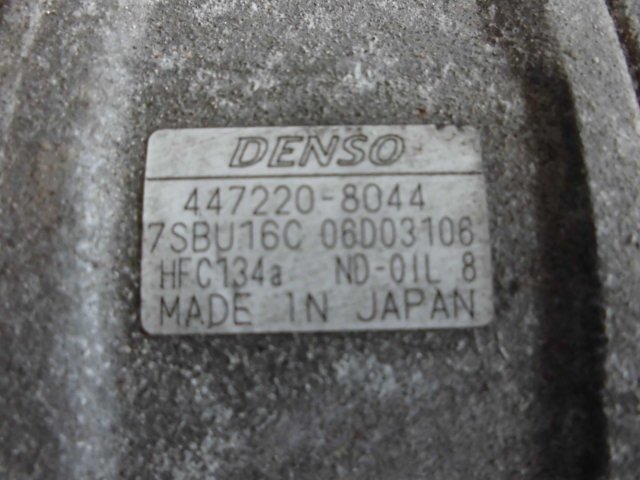 DENSO
447220-8044
7SBU16C 06D03106
HFC134a ND-OIL 8
MADE IN JAPAN